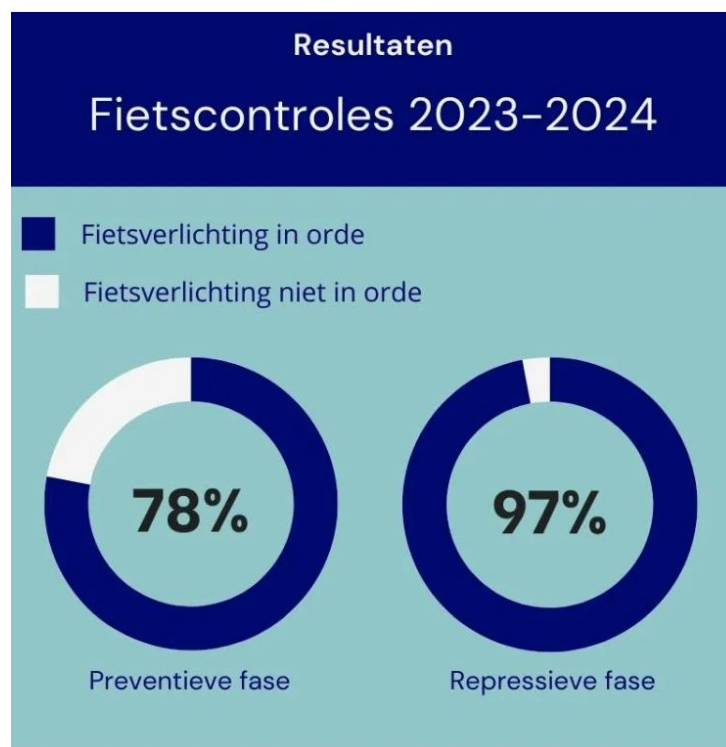 Resultaten
Fietscontroles 2023-2024
Fietsverlichting in orde
Fietsverlichting niet in orde
78%
97%
Preventieve fase
Repressieve fase